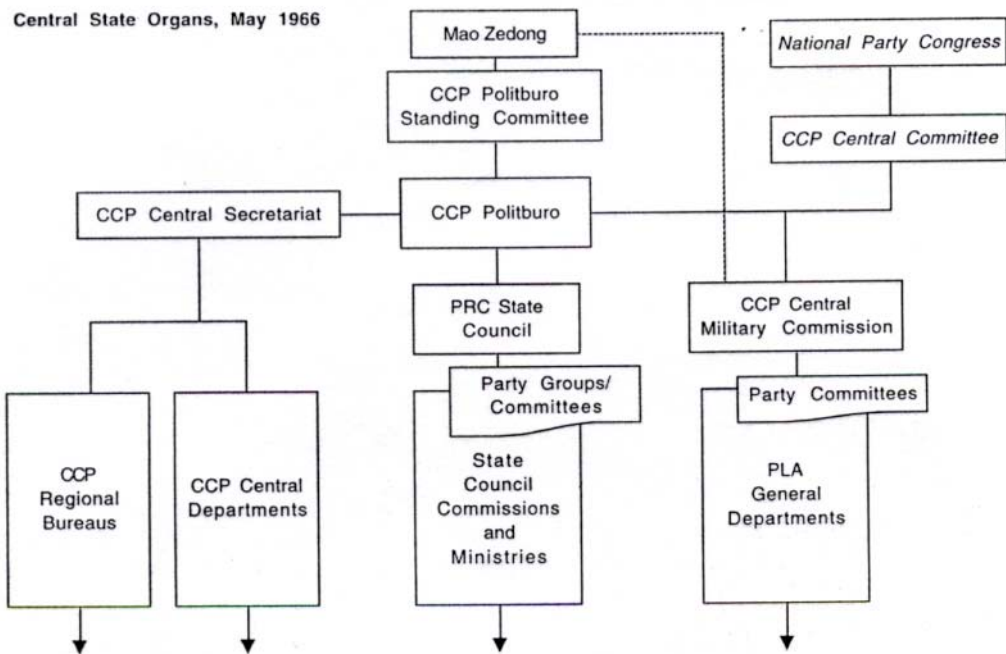 Central State Organs, May 1966
Mao Zedong
National Party Congress
CCP Politburo
Standing Committee
CCP Central Committee
CCP Central Secretariat
CCP Politburo
PRC State
Council
CCP Central
Military Commission
Party Groups/
Committees
Party Committees
CCP
Regional
Bureaus
CCP Central
Departments
State
Council
Commissions
and
Ministries
PLA
General
Departments